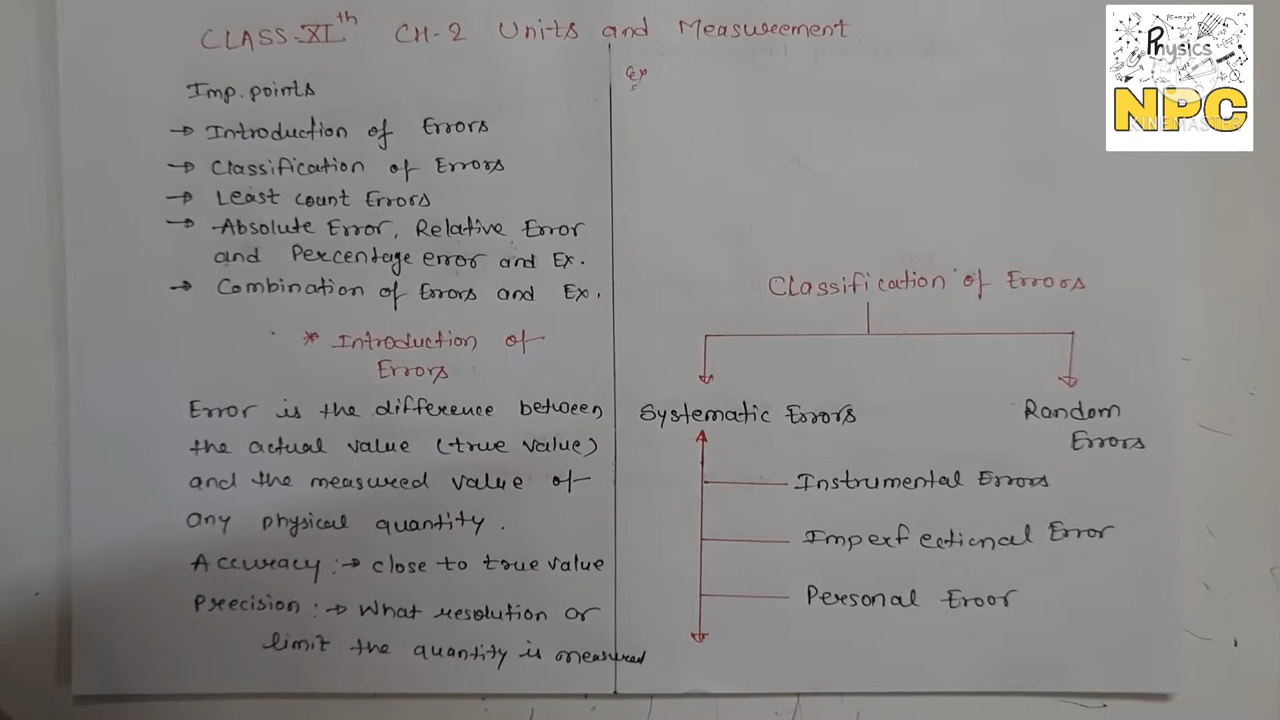 CLASS-XIth CH-2 Units and Measurement
Imp. points
→ Introduction of Errors
→ Classification of Errors
→ Least count Errors
→ Absolute Error, Relative Error
and Percentage error and Ex.
→ Combination of Errors and Ex.
* Introduction of
Errors
Error is the difference between
the actual value (true value)
and the measured value of
any physical quantity.
Accuracy :→ close to true value
Precision :→ What resolution or
limit the quantity is measured
Ex
Classification of Errors
Systematic Errors
Random
Errors
Instrumental Errors
Imperfectional Error
Personal Error
Physics
NPC
KINEMASTER